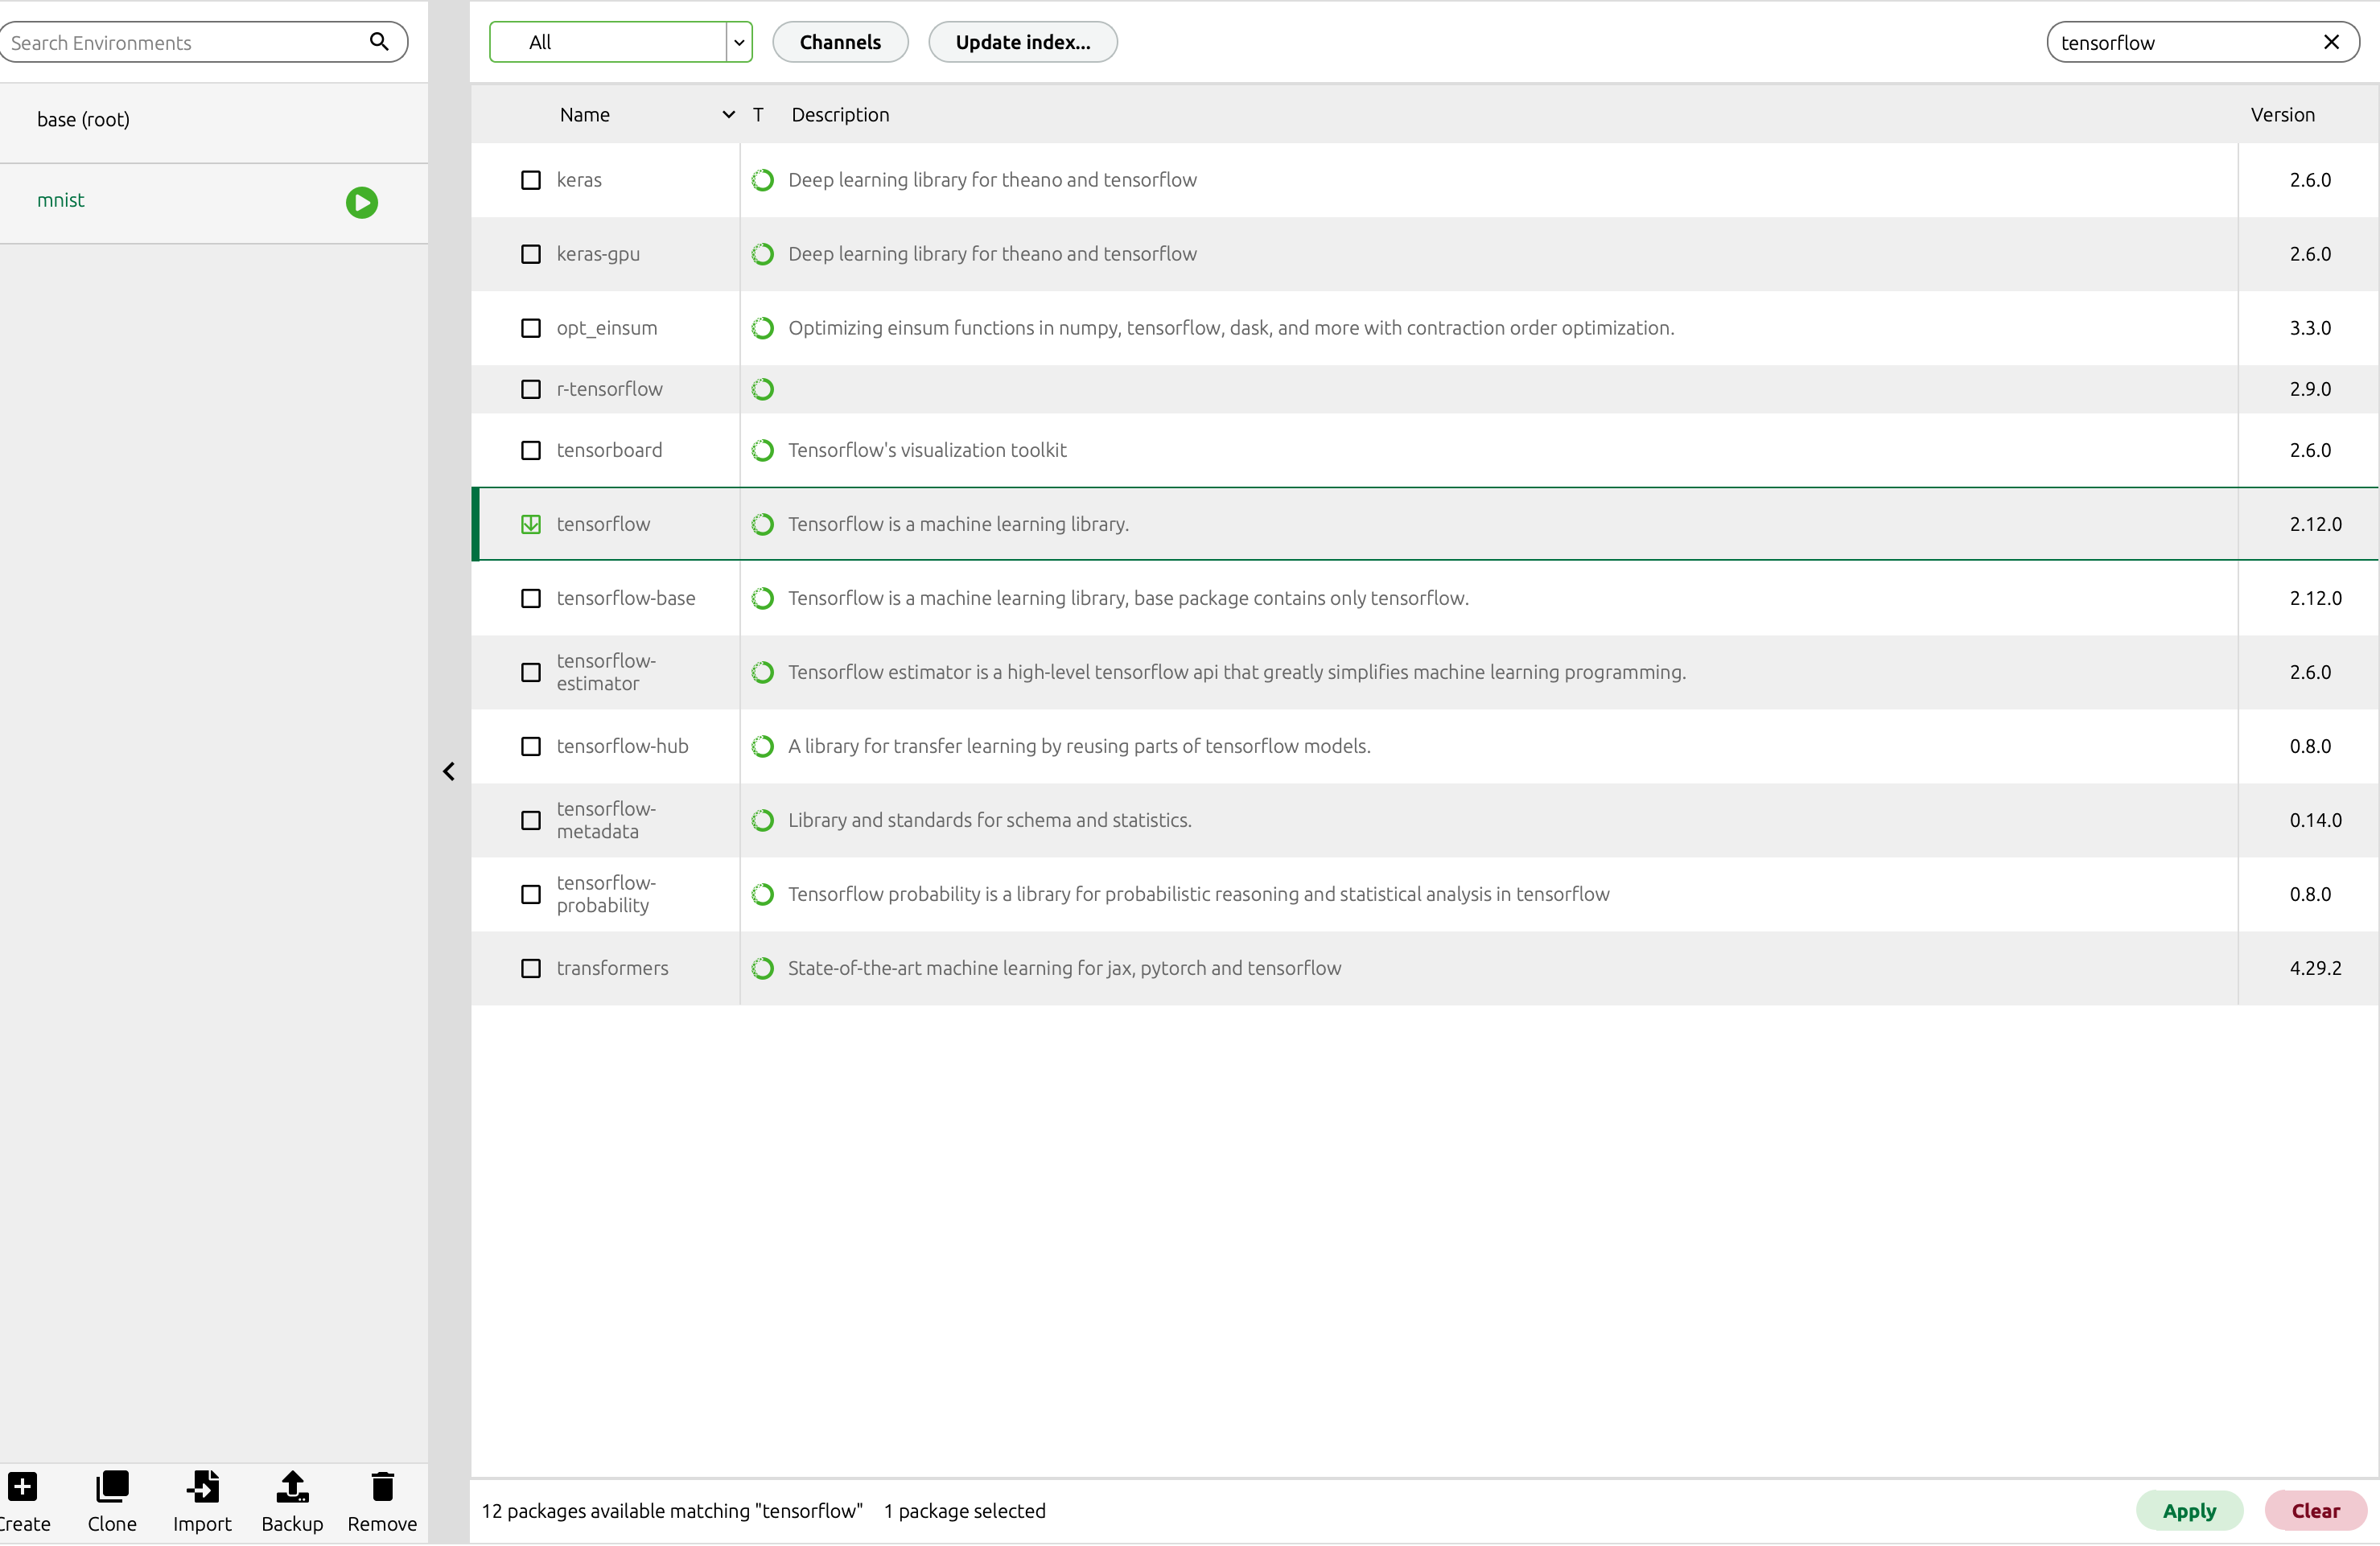 Search Environments
base (root)
mnist
All
Channels
Update index...
tensorflow
Name T Description Version
keras Deep learning library for theano and tensorflow 2.6.0
keras-gpu Deep learning library for theano and tensorflow 2.6.0
opt_einsum Optimizing einsum functions in numpy, tensorflow, dask, and more with contraction order optimization. 3.3.0
r-tensorflow 2.9.0
tensorboard Tensorflow's visualization toolkit 2.6.0
tensorflow Tensorflow is a machine learning library. 2.12.0
tensorflow-base Tensorflow is a machine learning library, base package contains only tensorflow. 2.12.0
tensorflow-
estimator Tensorflow estimator is a high-level tensorflow api that greatly simplifies machine learning programming. 2.6.0
tensorflow-hub A library for transfer learning by reusing parts of tensorflow models. 0.8.0
tensorflow-
metadata Library and standards for schema and statistics. 0.14.0
tensorflow-
probability Tensorflow probability is a library for probabilistic reasoning and statistical analysis in tensorflow 0.8.0
transformers State-of-the-art machine learning for jax, pytorch and tensorflow 4.29.2
Create Clone Import Backup Remove
12 packages available matching "tensorflow" 1 package selected
Apply Clear